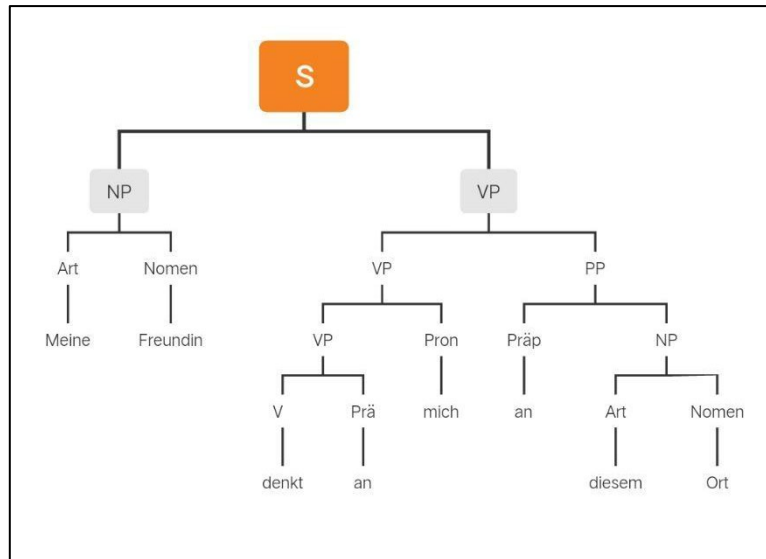 S
NP VP
Art Nomen VP PP
Meine Freundin VP Pron Präp NP
V Prä mich an Art Nomen
denkt an diesem Ort